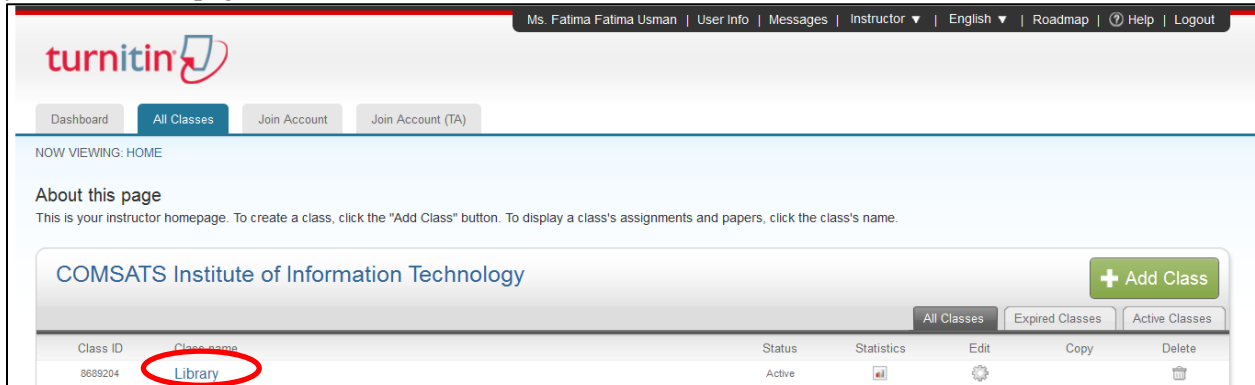 Ms. Fatima Fatima Usman | User Info | Messages | Instructor ▼ | English ▼ | Roadmap | ? Help | Logout
turnitin
Dashboard All Classes Join Account Join Account (TA)
NOW VIEWING: HOME
About this page
This is your instructor homepage. To create a class, click the "Add Class" button. To display a class's assignments and papers, click the class's name.
COMSATS Institute of Information Technology
+ Add Class
All Classes Expired Classes Active Classes
Class ID Class name Status Statistics Edit Copy Delete
8689204 Library Active